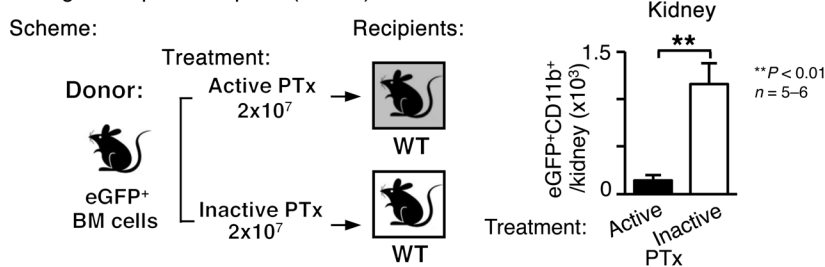 Scheme:
Donor:
eGFP⁺
BM cells
Treatment:
Active PTx
2x10⁷
Inactive PTx
2x10⁷
Recipients:
WT
WT
Kidney
eGFP⁺CD11b⁺
/kidney (x10³)
1.5
0
**
**P < 0.01
n = 5–6
Treatment:
Active
Inactive
PTx